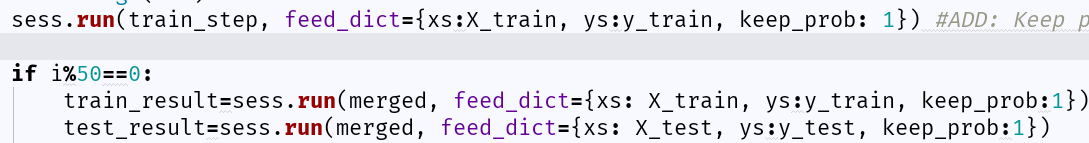 sess.run(train_step, feed_dict={xs:X_train, ys:y_train, keep_prob: 1}) #ADD: Keep
if i%50==0:
train_result=sess.run(merged, feed_dict={xs: X_train, ys:y_train, keep_prob:1})
test_result=sess.run(merged, feed_dict={xs: X_test, ys:y_test, keep_prob:1})